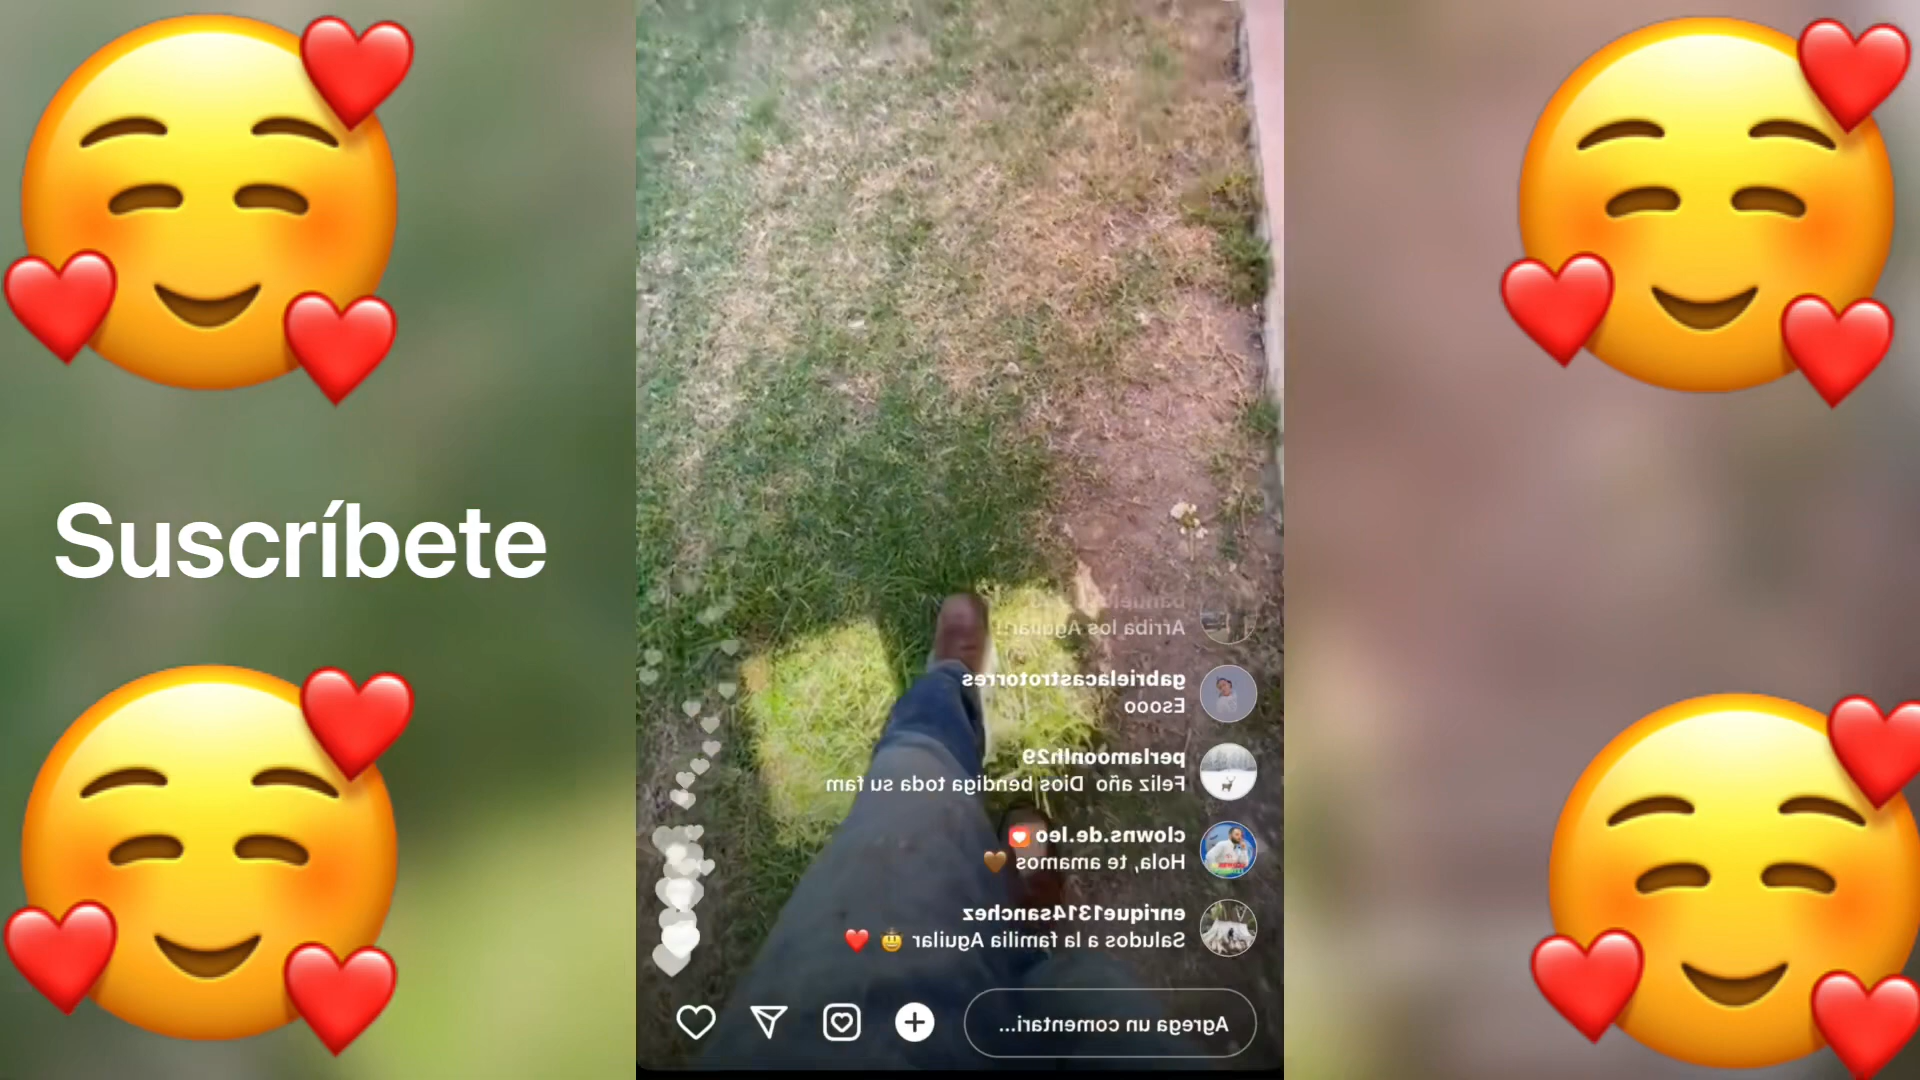 Suscríbete
Arriba los Aguilar!
gabrielacastrotorres
Esooo
perlamoonlh29
Feliz año Dios bendiga toda su fam
clowns.de.leo
Hola, te amamos 🤎
enrique1314sanchez
Saludos a la familia Aguilar 🤠 ❤️
Agrega un comentari...